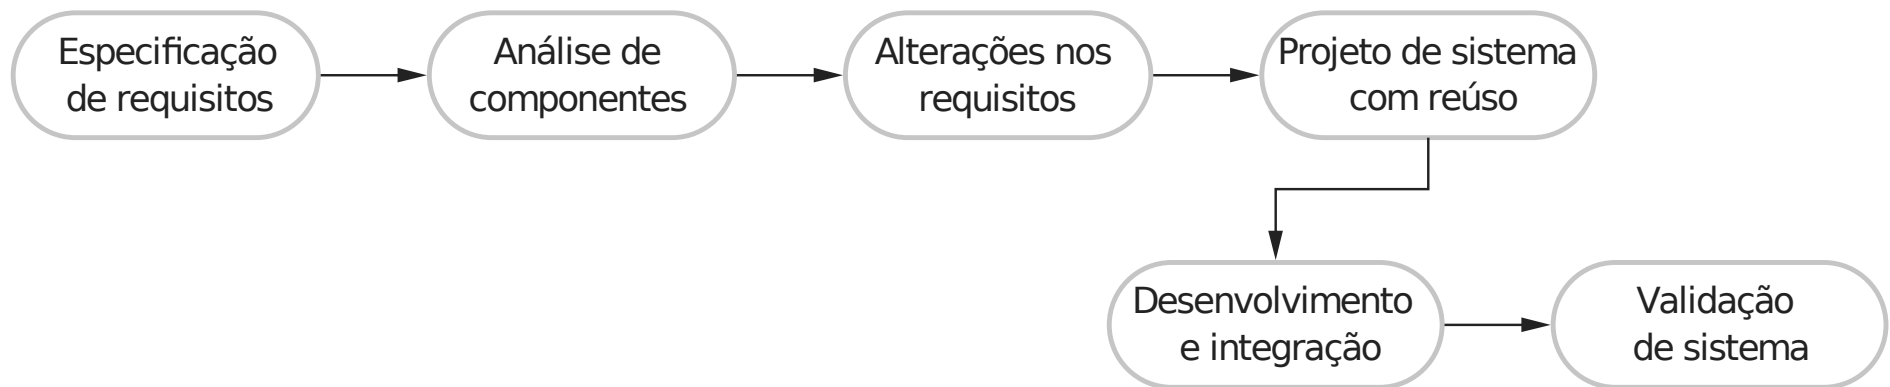 Especificação
de requisitos
Análise de
componentes
Alterações nos
requisitos
Projeto de sistema
com reúso
Desenvolvimento
e integração
Validação
de sistema